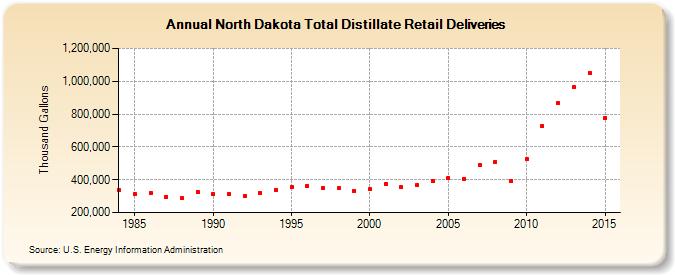 Annual North Dakota Total Distillate Retail Deliveries
Thousand Gallons
1,200,000
1,000,000
800,000
600,000
400,000
200,000
1985 1990 1995 2000 2005 2010 2015
Source: U.S. Energy Information Administration